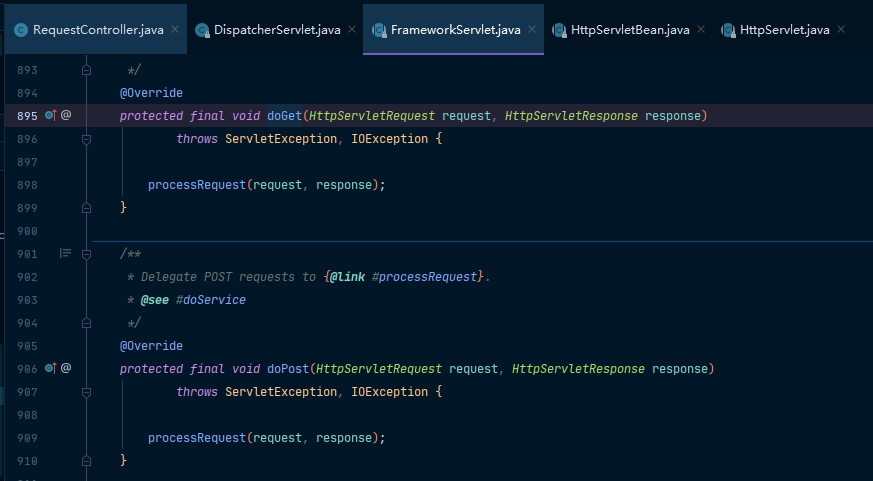 RequestController.java DispatcherServlet.java FrameworkServlet.java HttpServletBean.java HttpServlet.java
893 */
894 @Override
895 @ protected final void doGet(HttpServletRequest request, HttpServletResponse response)
896 throws ServletException, IOException {
897
898 processRequest(request, response);
899 }
900
901 /**
902 * Delegate POST requests to {@link #processRequest}.
903 * @see #doService
904 */
905 @Override
906 @ protected final void doPost(HttpServletRequest request, HttpServletResponse response)
907 throws ServletException, IOException {
908
909 processRequest(request, response);
910 }